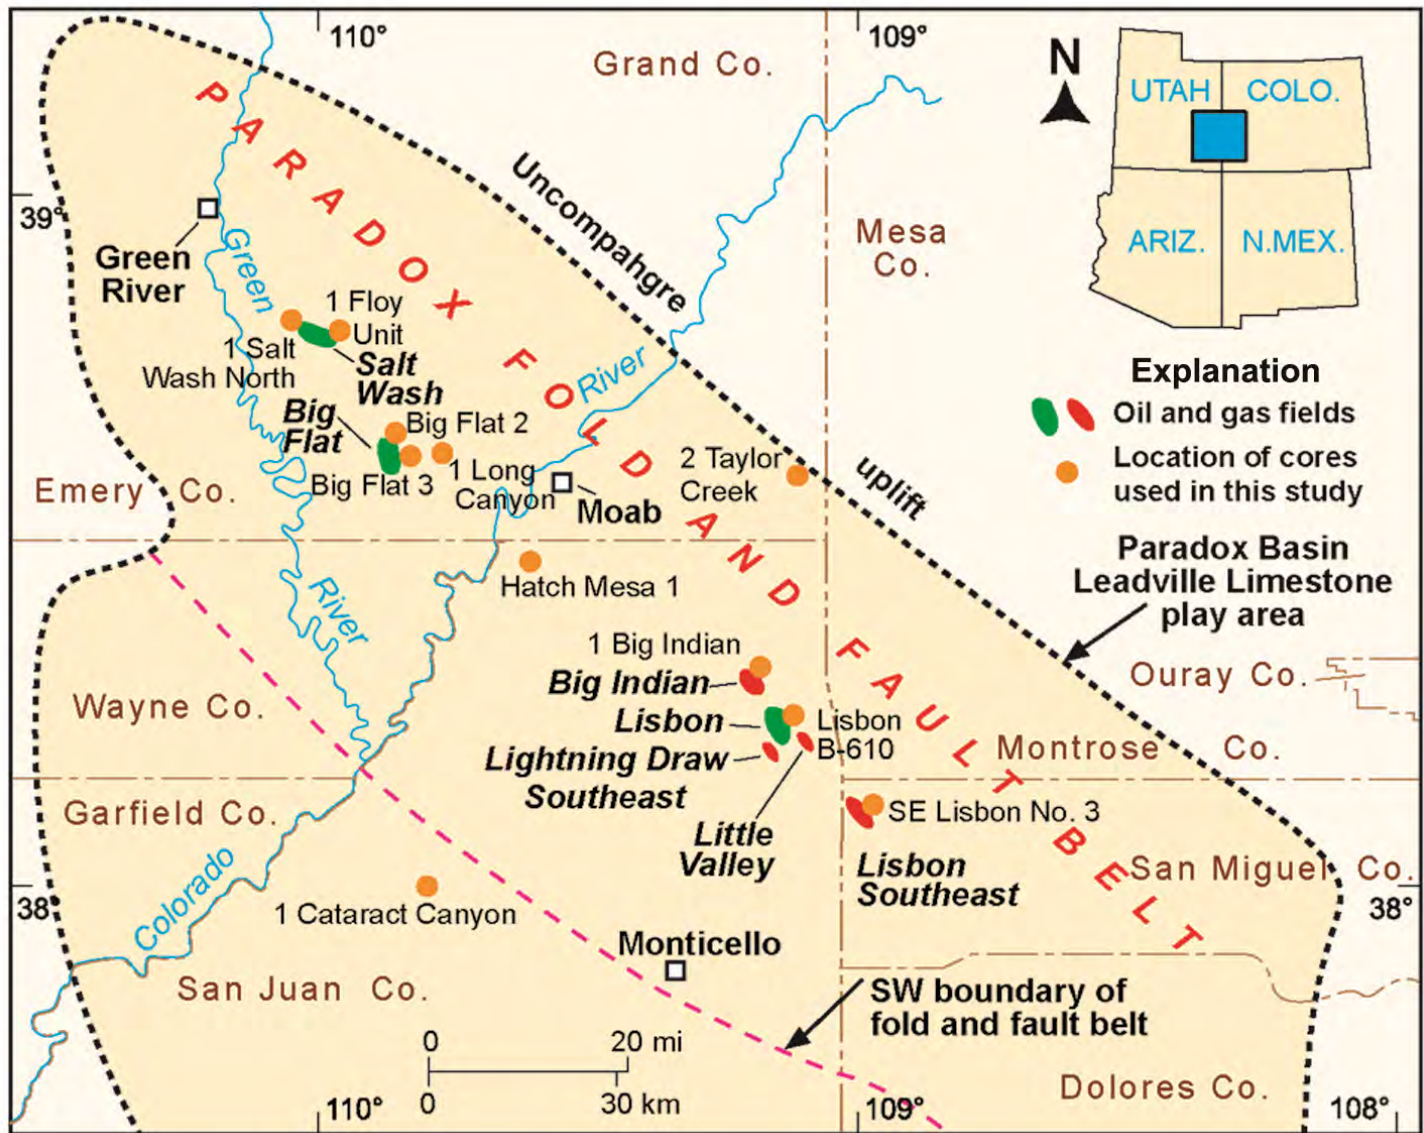 110°
109°
Grand Co.
N
UTAH
COLO.
ARIZ.
N.MEX.
PARADOX FOLD AND FAULT BELT
Uncompahgre
uplift
39°
Mesa
Co.
Green
River
Green
River
1 Floy
Unit
1 Salt
Wash North
Salt
Wash
River
Explanation
Oil and gas fields
Location of cores
used in this study
Big
Flat
Big Flat 2
Big Flat 3
1 Long
Canyon
2 Taylor
Creek
Moab
Emery Co.
Paradox Basin
Leadville Limestone
play area
Hatch Mesa 1
1 Big Indian
Big Indian
Lisbon
Lisbon
B-610
Lightning Draw
Southeast
Little
Valley
Ouray Co.
Wayne Co.
Montrose Co.
Garfield Co.
SE Lisbon No. 3
Lisbon
Southeast
San Miguel Co.
38°
38°
Colorado
1 Cataract Canyon
Monticello
San Juan Co.
SW boundary of
fold and fault belt
0 20 mi
0 30 km
Dolores Co.
110°
109°
108°